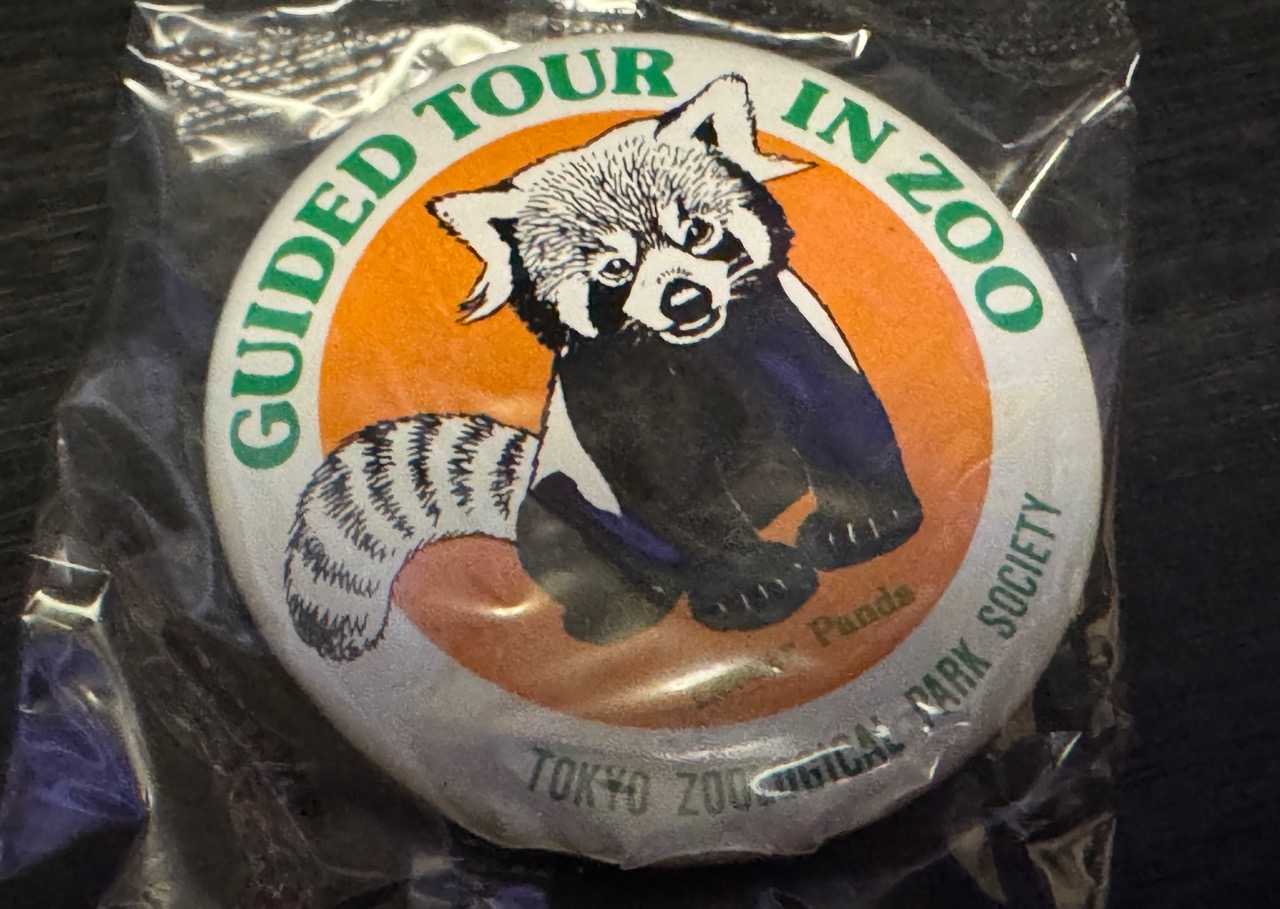 GUIDED TOUR IN ZOO
Panda
TOKYO ZOOLOGICAL PARK SOCIETY